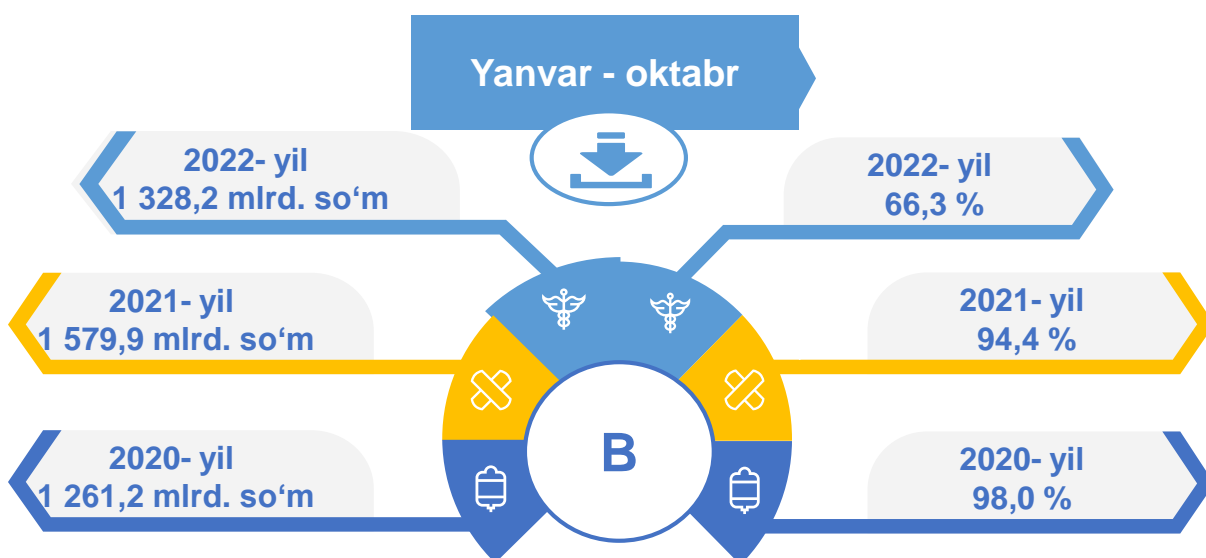 Yanvar - oktabr
2022- yil
1 328,2 mlrd. so‘m
2022- yil
66,3 %
2021- yil
1 579,9 mlrd. so‘m
2021- yil
94,4 %
2020- yil
1 261,2 mlrd. so‘m
2020- yil
98,0 %
B